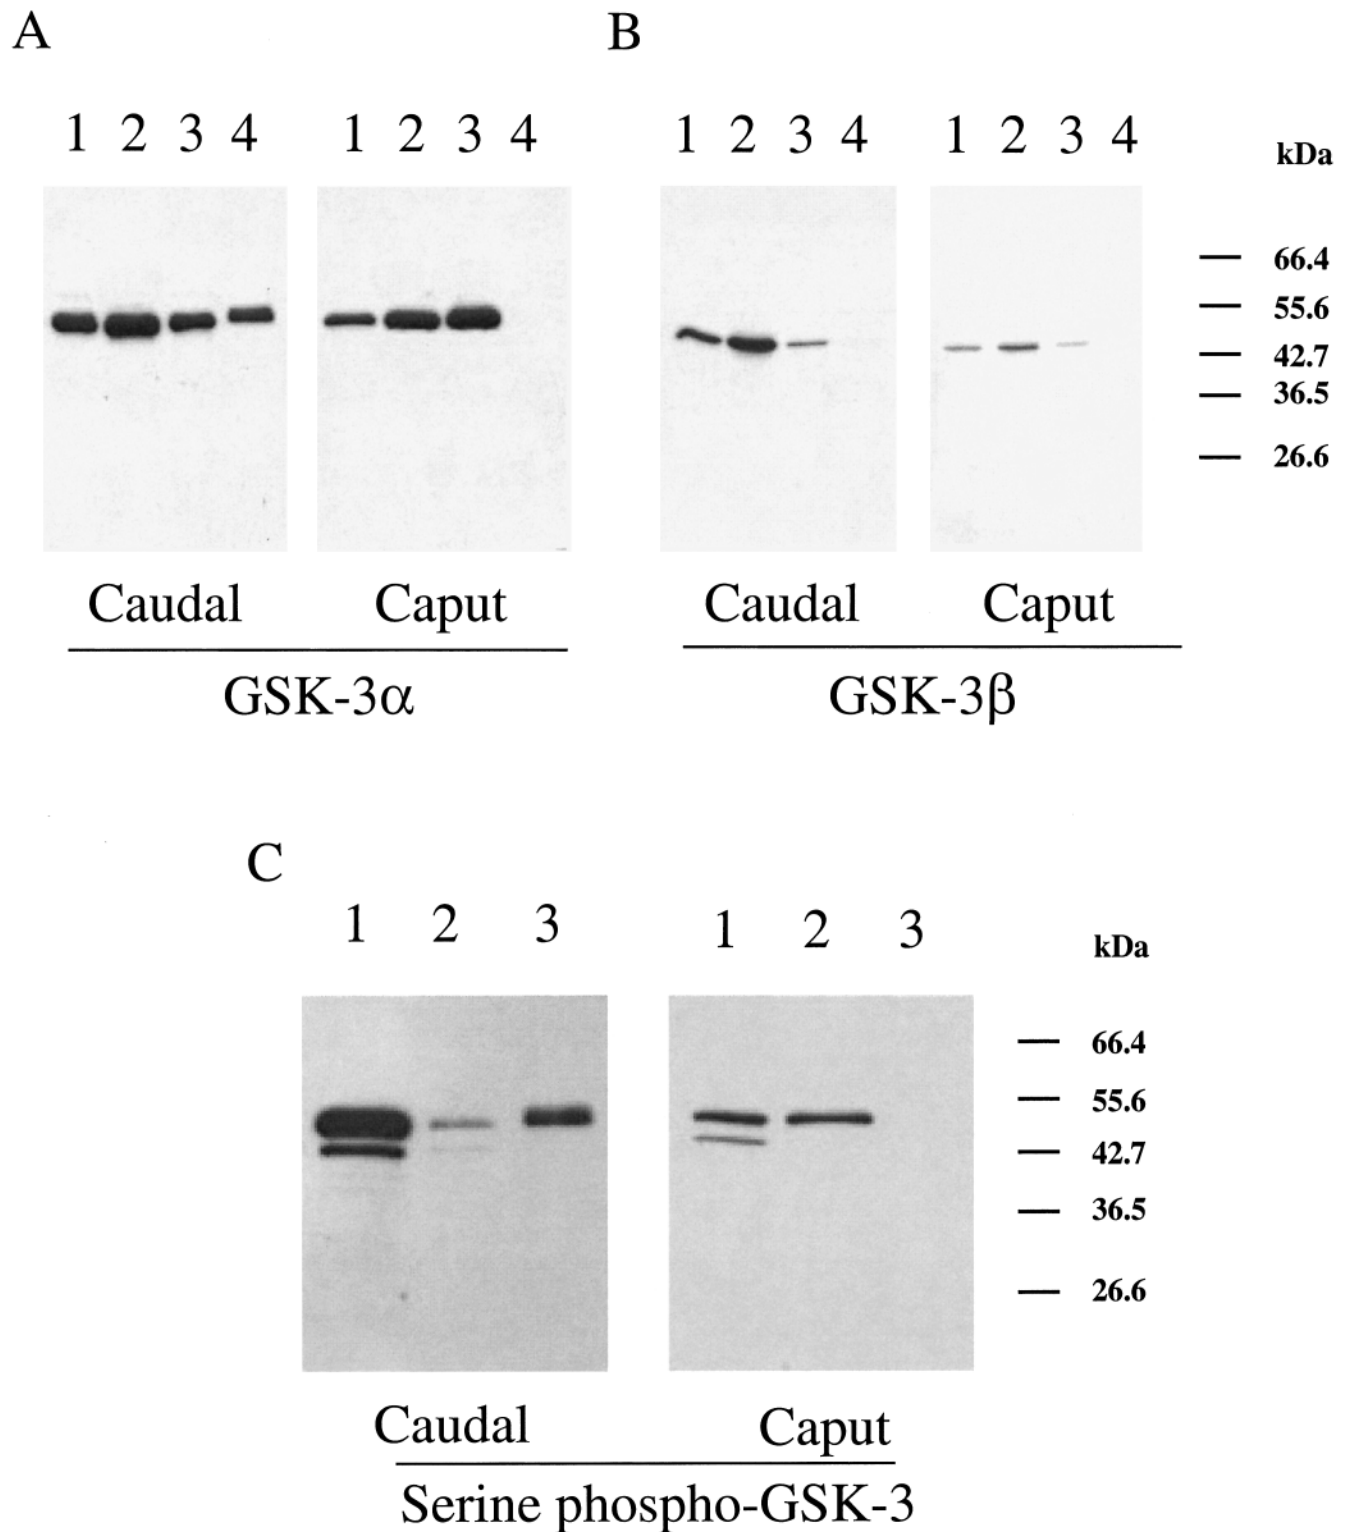 A B
1 2 3 4 1 2 3 4 1 2 3 4 1 2 3 4 kDa
66.4
55.6
42.7
36.5
26.6
Caudal Caput Caudal Caput
GSK-3α GSK-3β
C
1 2 3 1 2 3 kDa
66.4
55.6
42.7
36.5
26.6
Caudal Caput
Serine phospho-GSK-3